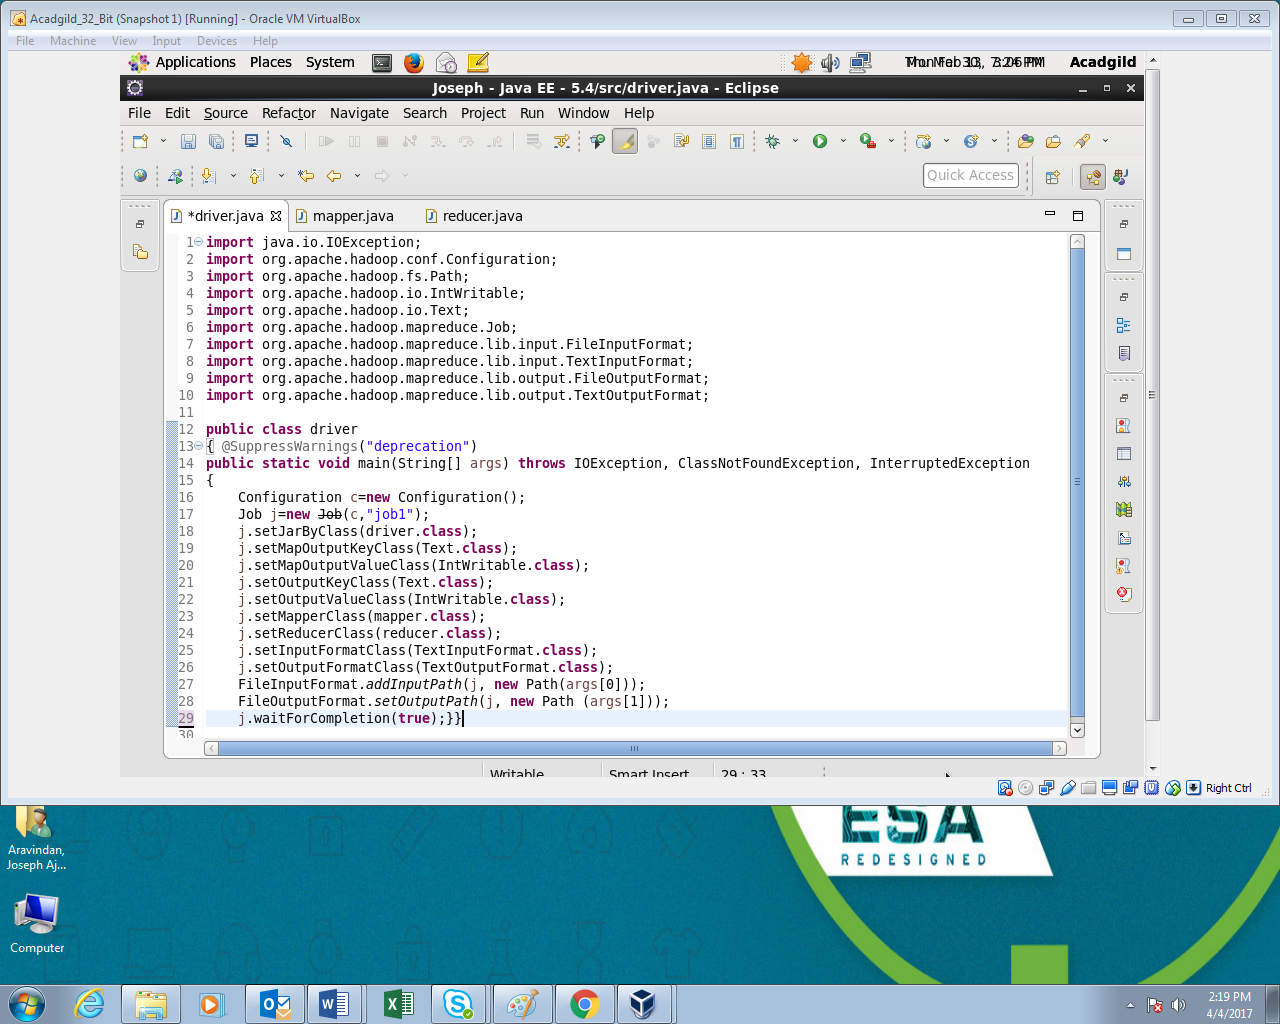 Acadgild_32_Bit (Snapshot 1) [Running] - Oracle VM VirtualBox
File Machine View Input Devices Help
Applications Places System Acadgild
Joseph - Java EE - 5.4/src/driver.java - Eclipse
File Edit Source Refactor Navigate Search Project Run Window Help
Quick Access
*driver.java mapper.java reducer.java
1 import java.io.IOException;
2 import org.apache.hadoop.conf.Configuration;
3 import org.apache.hadoop.fs.Path;
4 import org.apache.hadoop.io.IntWritable;
5 import org.apache.hadoop.io.Text;
6 import org.apache.hadoop.mapreduce.Job;
7 import org.apache.hadoop.mapreduce.lib.input.FileInputFormat;
8 import org.apache.hadoop.mapreduce.lib.input.TextInputFormat;
9 import org.apache.hadoop.mapreduce.lib.output.FileOutputFormat;
10 import org.apache.hadoop.mapreduce.lib.output.TextOutputFormat;
11
12 public class driver
13 { @SuppressWarnings("deprecation")
14 public static void main(String[] args) throws IOException, ClassNotFoundException, InterruptedException
15 {
16 Configuration c=new Configuration();
17 Job j=new Job(c,"job1");
18 j.setJarByClass(driver.class);
19 j.setMapOutputKeyClass(Text.class);
20 j.setMapOutputValueClass(IntWritable.class);
21 j.setOutputKeyClass(Text.class);
22 j.setOutputValueClass(IntWritable.class);
23 j.setMapperClass(mapper.class);
24 j.setReducerClass(reducer.class);
25 j.setInputFormatClass(TextInputFormat.class);
26 j.setOutputFormatClass(TextOutputFormat.class);
27 FileInputFormat.addInputPath(j, new Path(args[0]));
28 FileOutputFormat.setOutputPath(j, new Path (args[1]));
29 j.waitForCompletion(true);}}
30
Writable Smart Insert 29 : 33
Right Ctrl
ESA
REDESIGNED
Aravindan,
Joseph Aj...
Computer
2:19 PM
4/4/2017